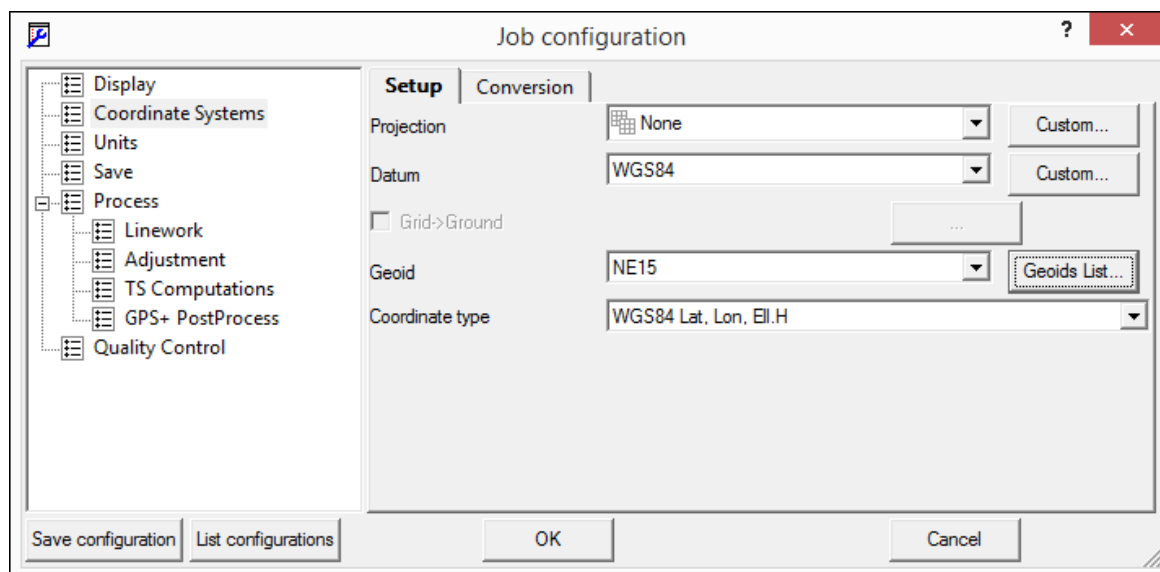 Job configuration
?
Display
Coordinate Systems
Units
Save
Process
Linework
Adjustment
TS Computations
GPS+ PostProcess
Quality Control
Setup
Conversion
Projection
None
Custom...
Datum
WGS84
Custom...
Grid->Ground
...
Geoid
NE15
Geoids List...
Coordinate type
WGS84 Lat, Lon, Ell.H
Save configuration
List configurations
OK
Cancel